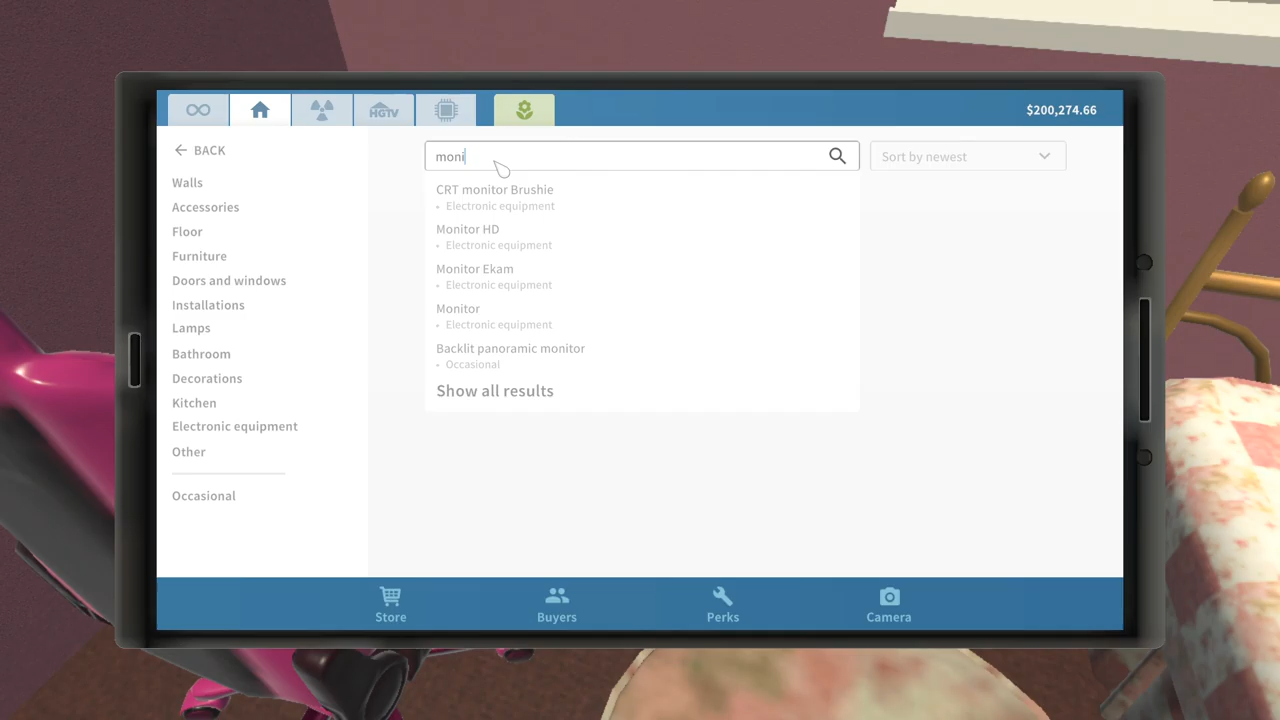 HGTV
$200,274.66
BACK
Walls
Accessories
Floor
Furniture
Doors and windows
Installations
Lamps
Bathroom
Decorations
Kitchen
Electronic equipment
Other
Occasional
moni
Sort by newest
CRT monitor Brushie
• Electronic equipment
Monitor HD
• Electronic equipment
Monitor Ekam
• Electronic equipment
Monitor
• Electronic equipment
Backlit panoramic monitor
• Occasional
Show all results
Store
Buyers
Perks
Camera